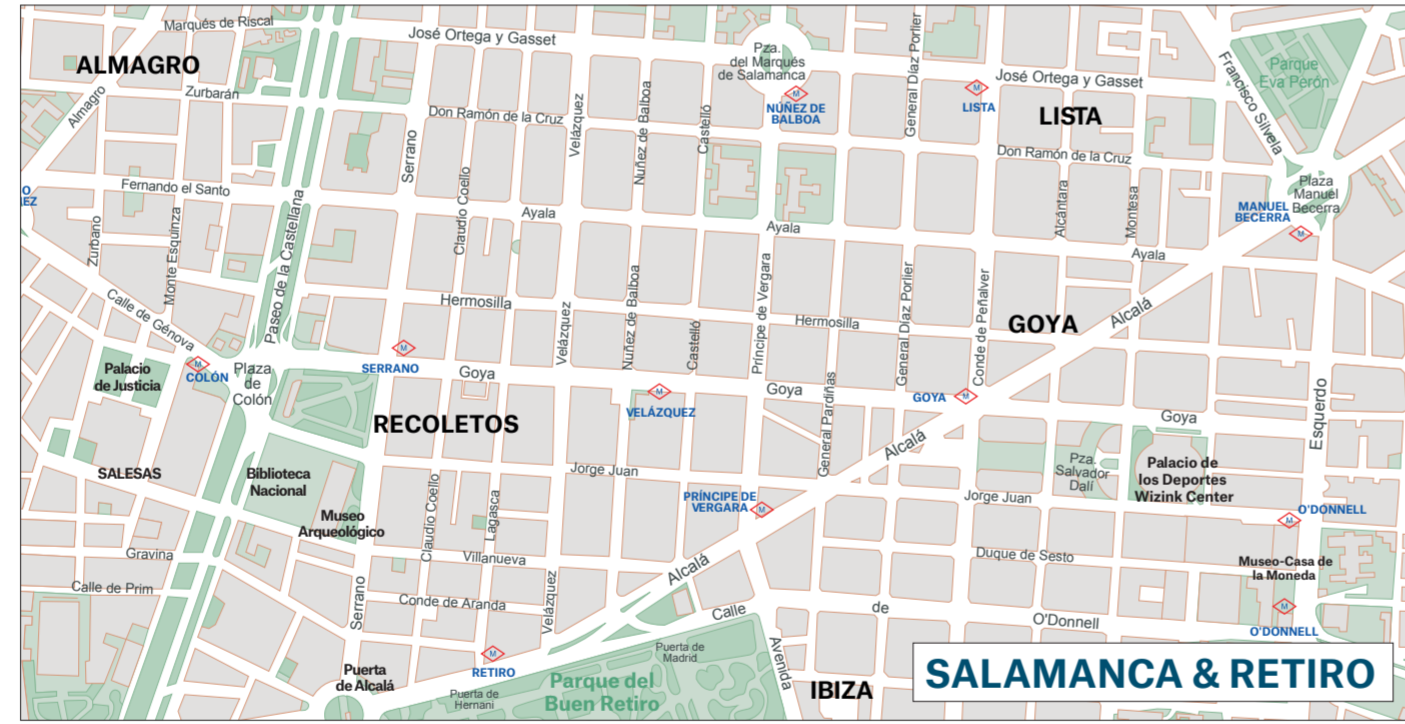 Marqués de Riscal
José Ortega y Gasset
ALMAGRO
Almagro
Zurbarán
Serrano
Don Ramón de la Cruz
Velázquez
Nuñez de Balboa
Castelló
Pza.
del Marqués
de Salamanca
M
NÚÑEZ DE
BALBOA
General Díaz Porlier
M
LISTA
José Ortega y Gasset
LISTA
Francisco Silvela
Parque
Eva Perón
Don Ramón de la Cruz
Plaza
Manuel
Becerra
MANUEL
BECERRA
M
O
EZ
Fernando el Santo
Zurbano
Monte Esquinza
Paseo de la Castellana
Claudio Coello
Ayala
Ayala
Alcántara
Montesa
Ayala
Calle de Génova
Hermosilla
Velázquez
Nuñez de Balboa
Castelló
Príncipe de Vergara
Hermosilla
General Díaz Porlier
Conde de Peñalver
GOYA
Alcalá
Palacio
de Justicia
M
COLÓN
Plaza
de
Colón
M
SERRANO
Goya
M
VELÁZQUEZ
Goya
General Pardiñas
GOYA
M
Goya
Esquerdo
RECOLETOS
Alcalá
SALESAS
Biblioteca
Nacional
Museo
Arqueológico
Claudio Coello
Lagasca
Jorge Juan
PRÍNCIPE DE
VERGARA
M
Jorge Juan
Pza.
Salvador
Dalí
Palacio de
los Deportes
Wizink Center
O'DONNELL
M
Gravina
Calle de Prim
Villanueva
Serrano
Conde de Aranda
Velázquez
Alcalá
Calle
de
O'Donnell
Duque de Sesto
Museo-Casa de
la Moneda
M
O'DONNELL
M
RETIRO
Puerta
de Alcalá
Puerta de
Hernani
Parque del
Buen Retiro
Puerta de
Madrid
Avenida
IBIZA
SALAMANCA & RETIRO